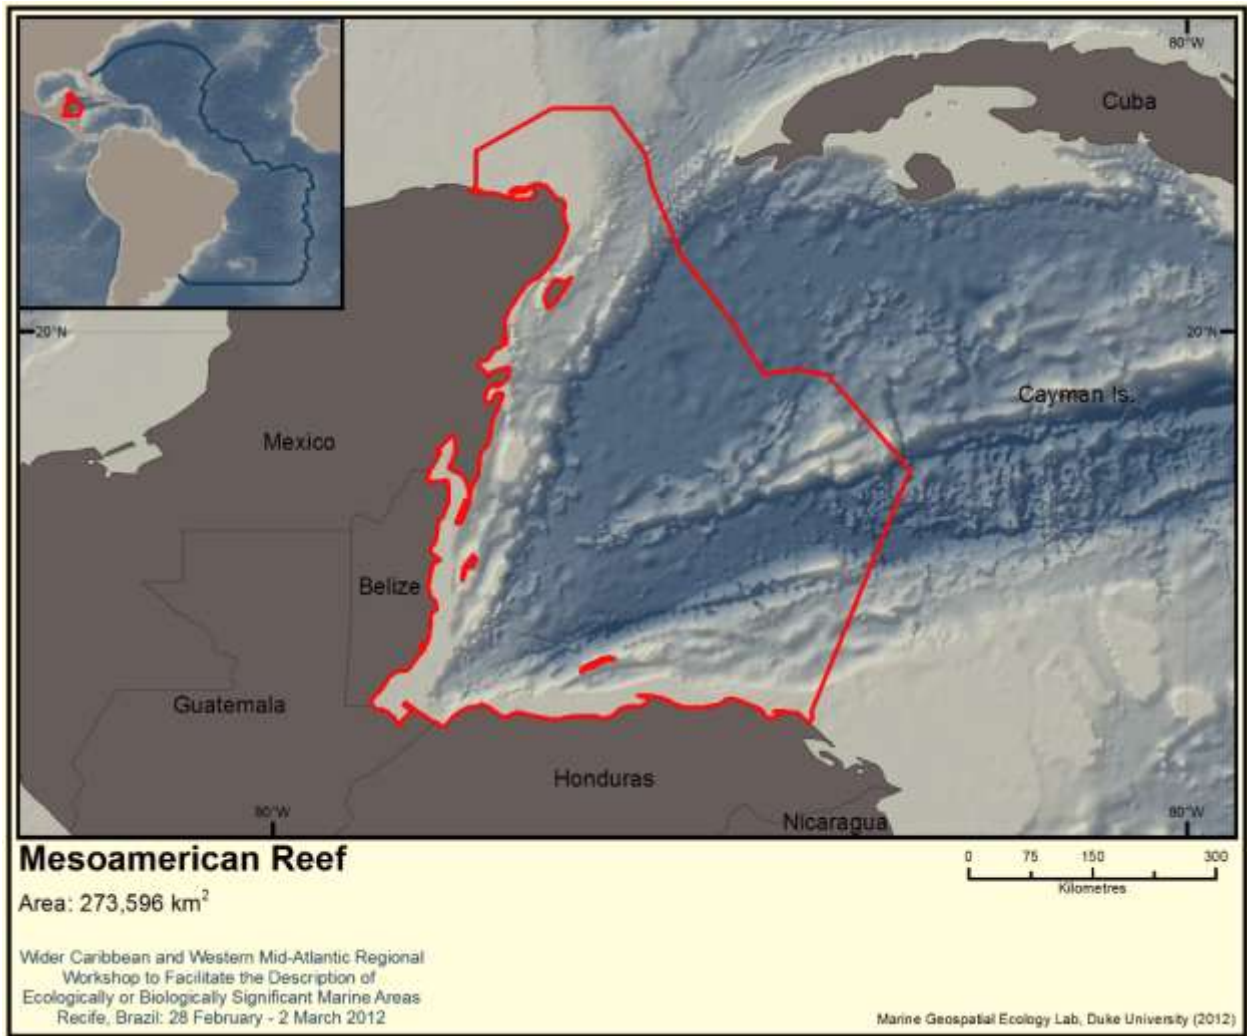 80°W
Cuba
20°N
20°N
Cayman Is.
Mexico
Belize
Guatemala
Honduras
80°W
Nicaragua
80°W
Mesoamerican Reef
Area: 273,596 km²
0 75 150 300
Kilometres
Wider Caribbean and Western Mid-Atlantic Regional
Workshop to Facilitate the Description of
Ecologically or Biologically Significant Marine Areas
Recife, Brazil: 28 February - 2 March 2012
Marine Geospatial Ecology Lab, Duke University (2012)